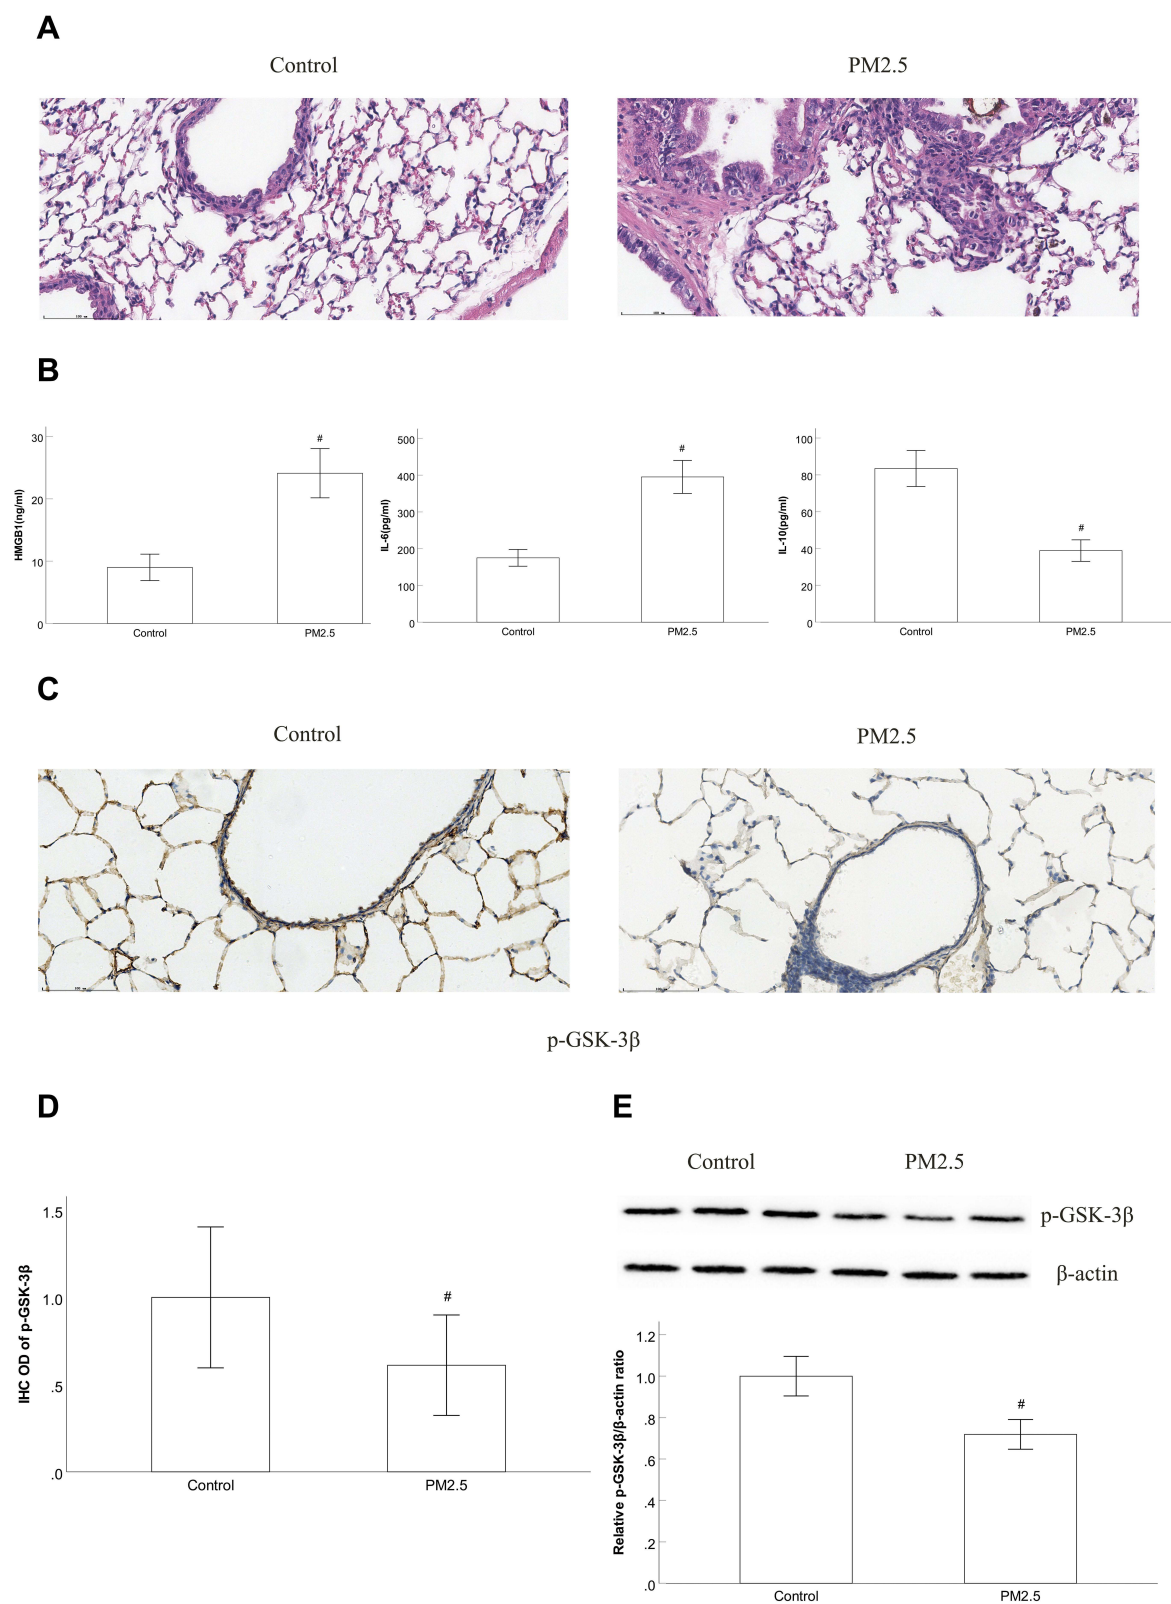 A
Control
PM2.5
B
HMGB1(ng/ml)
30
20
10
0
#
Control
PM2.5
IL-6(pg/ml)
500
400
300
200
100
0
#
Control
PM2.5
IL-10(pg/ml)
100
80
60
40
20
0
#
Control
PM2.5
C
Control
PM2.5
p-GSK-3β
D
IHC OD of p-GSK-3β
1.5
1.0
.5
.0
#
Control
PM2.5
E
Control
PM2.5
p-GSK-3β
β-actin
Relative p-GSK-3β/β-actin ratio
1.2
1.0
.8
.6
.4
.2
.0
#
Control
PM2.5